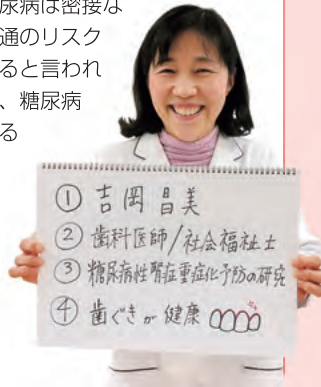 尿病は密接な
通のリスク
ると言われ
、糖尿病
る
① 吉岡 昌美
② 歯科医師/社会福祉士
③ 糖尿病性腎症重症化予防の研究
④ 歯ぐきが健康